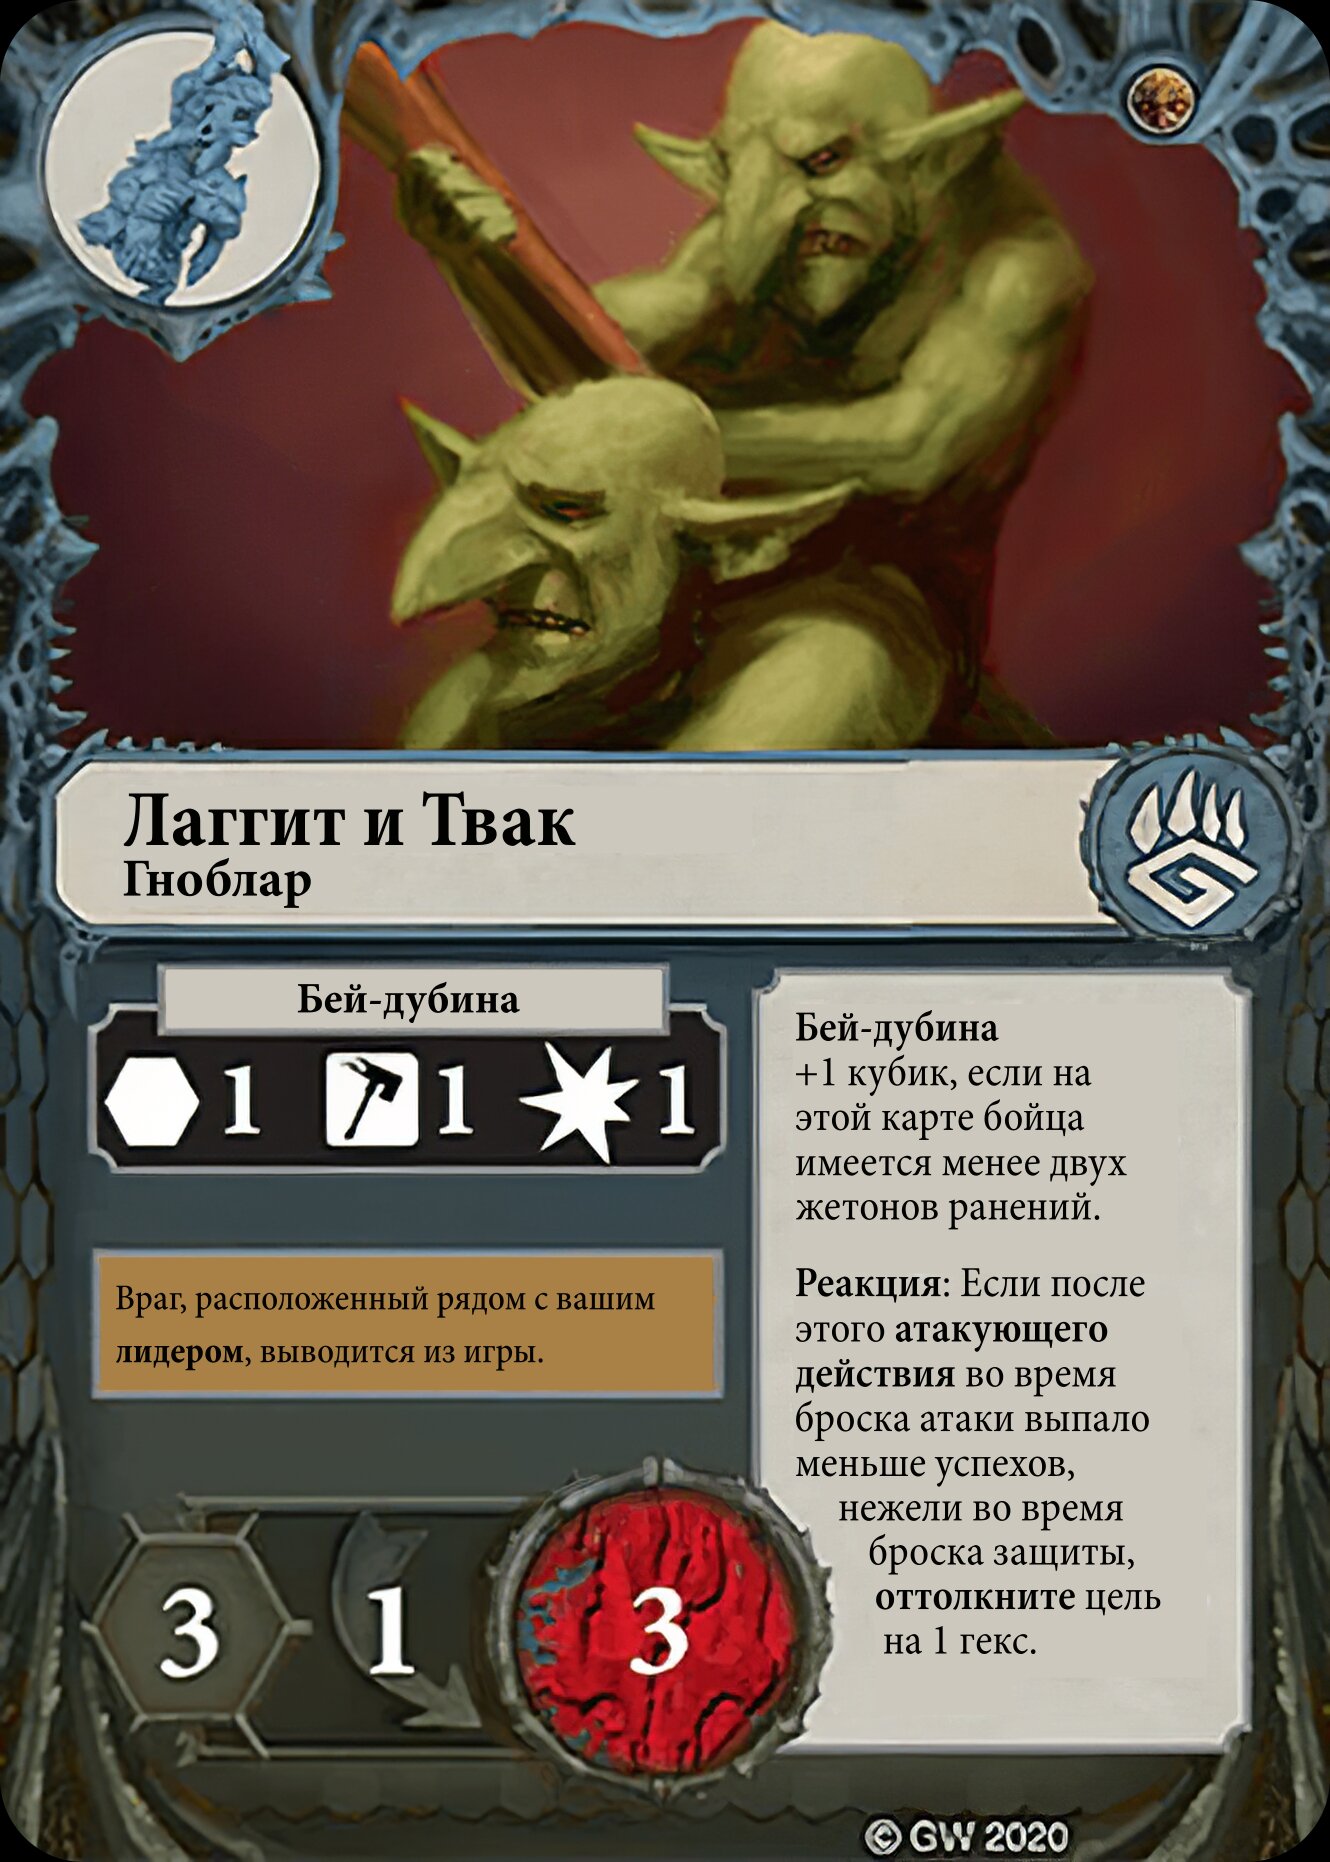 Лаггит и Твак
Гноблар
Бей-дубина
1 1 1
Враг, расположенный рядом с вашим
лидером, выводится из игры.
3 1 3
Бей-дубина
+1 кубик, если на
этой карте бойца
имеется менее двух
жетонов ранений.
Реакция: Если после
этого атакующего
действия во время
броска атаки выпало
меньше успехов,
нежели во время
броска защиты,
оттолкните цель
на 1 гекс.
© GW 2020